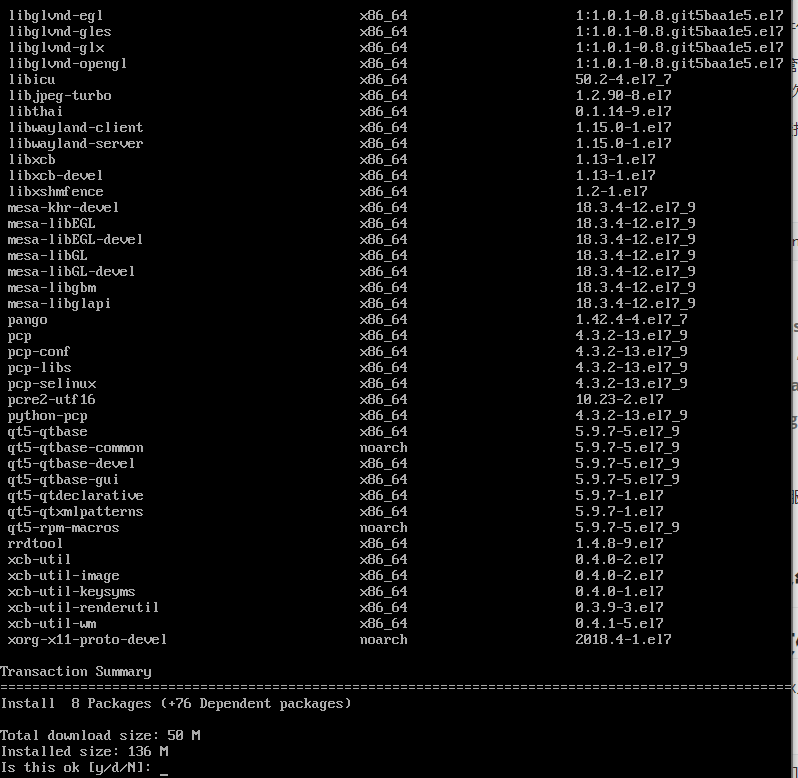 libglvnd-egl x86_64 1:1.0.1-0.8.git5baa1e5.el7
libglvnd-gles x86_64 1:1.0.1-0.8.git5baa1e5.el7
libglvnd-glx x86_64 1:1.0.1-0.8.git5baa1e5.el7
libglvnd-opengl x86_64 1:1.0.1-0.8.git5baa1e5.el7
libicu x86_64 50.2-4.el7_7
libjpeg-turbo x86_64 1.2.90-8.el7
libthai x86_64 0.1.14-9.el7
libwayland-client x86_64 1.15.0-1.el7
libwayland-server x86_64 1.15.0-1.el7
libxcb x86_64 1.13-1.el7
libxcb-devel x86_64 1.13-1.el7
libxshmfence x86_64 1.2-1.el7
mesa-khr-devel x86_64 18.3.4-12.el7_9
mesa-libEGL x86_64 18.3.4-12.el7_9
mesa-libEGL-devel x86_64 18.3.4-12.el7_9
mesa-libGL x86_64 18.3.4-12.el7_9
mesa-libGL-devel x86_64 18.3.4-12.el7_9
mesa-libgbm x86_64 18.3.4-12.el7_9
mesa-libglapi x86_64 18.3.4-12.el7_9
pango x86_64 1.42.4-4.el7_7
pcp x86_64 4.3.2-13.el7_9
pcp-conf x86_64 4.3.2-13.el7_9
pcp-libs x86_64 4.3.2-13.el7_9
pcp-selinux x86_64 4.3.2-13.el7_9
pcre2-utf16 x86_64 10.23-2.el7
python-pcp x86_64 4.3.2-13.el7_9
qt5-qtbase x86_64 5.9.7-5.el7_9
qt5-qtbase-common noarch 5.9.7-5.el7_9
qt5-qtbase-devel x86_64 5.9.7-5.el7_9
qt5-qtbase-gui x86_64 5.9.7-5.el7_9
qt5-qtdeclarative x86_64 5.9.7-1.el7
qt5-qtxmlpatterns x86_64 5.9.7-1.el7
qt5-rpm-macros noarch 5.9.7-5.el7_9
rrdtool x86_64 1.4.8-9.el7
xcb-util x86_64 0.4.0-2.el7
xcb-util-image x86_64 0.4.0-2.el7
xcb-util-keysyms x86_64 0.4.0-1.el7
xcb-util-renderutil x86_64 0.3.9-3.el7
xcb-util-wm x86_64 0.4.1-5.el7
xorg-x11-proto-devel noarch 2018.4-1.el7
Transaction Summary
================================================================================
Install  8 Packages (+76 Dependent packages)
Total download size: 50 M
Installed size: 136 M
Is this ok [y/d/N]: _